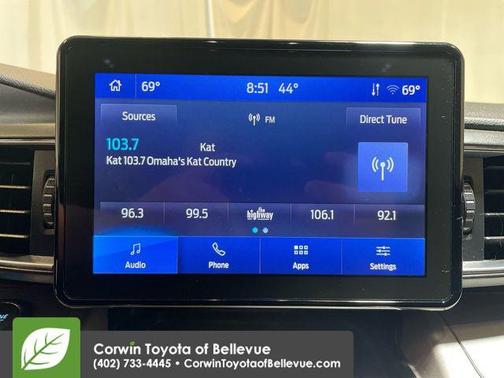 69° 8:51 44° 69°
Sources FM Direct Tune
103.7 Kat
Kat 103.7 Omaha's Kat Country
96.3 99.5 the highway 106.1 92.1
Audio Phone Apps Settings
Corwin Toyota of Bellevue
(402) 733-4445 • CorwinToyotaofBellevue.com